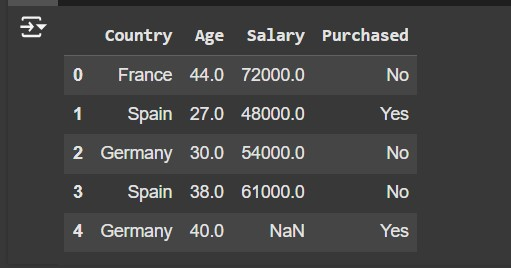 Country Age Salary Purchased
0 France 44.0 72000.0 No
1 Spain 27.0 48000.0 Yes
2 Germany 30.0 54000.0 No
3 Spain 38.0 61000.0 No
4 Germany 40.0 NaN Yes